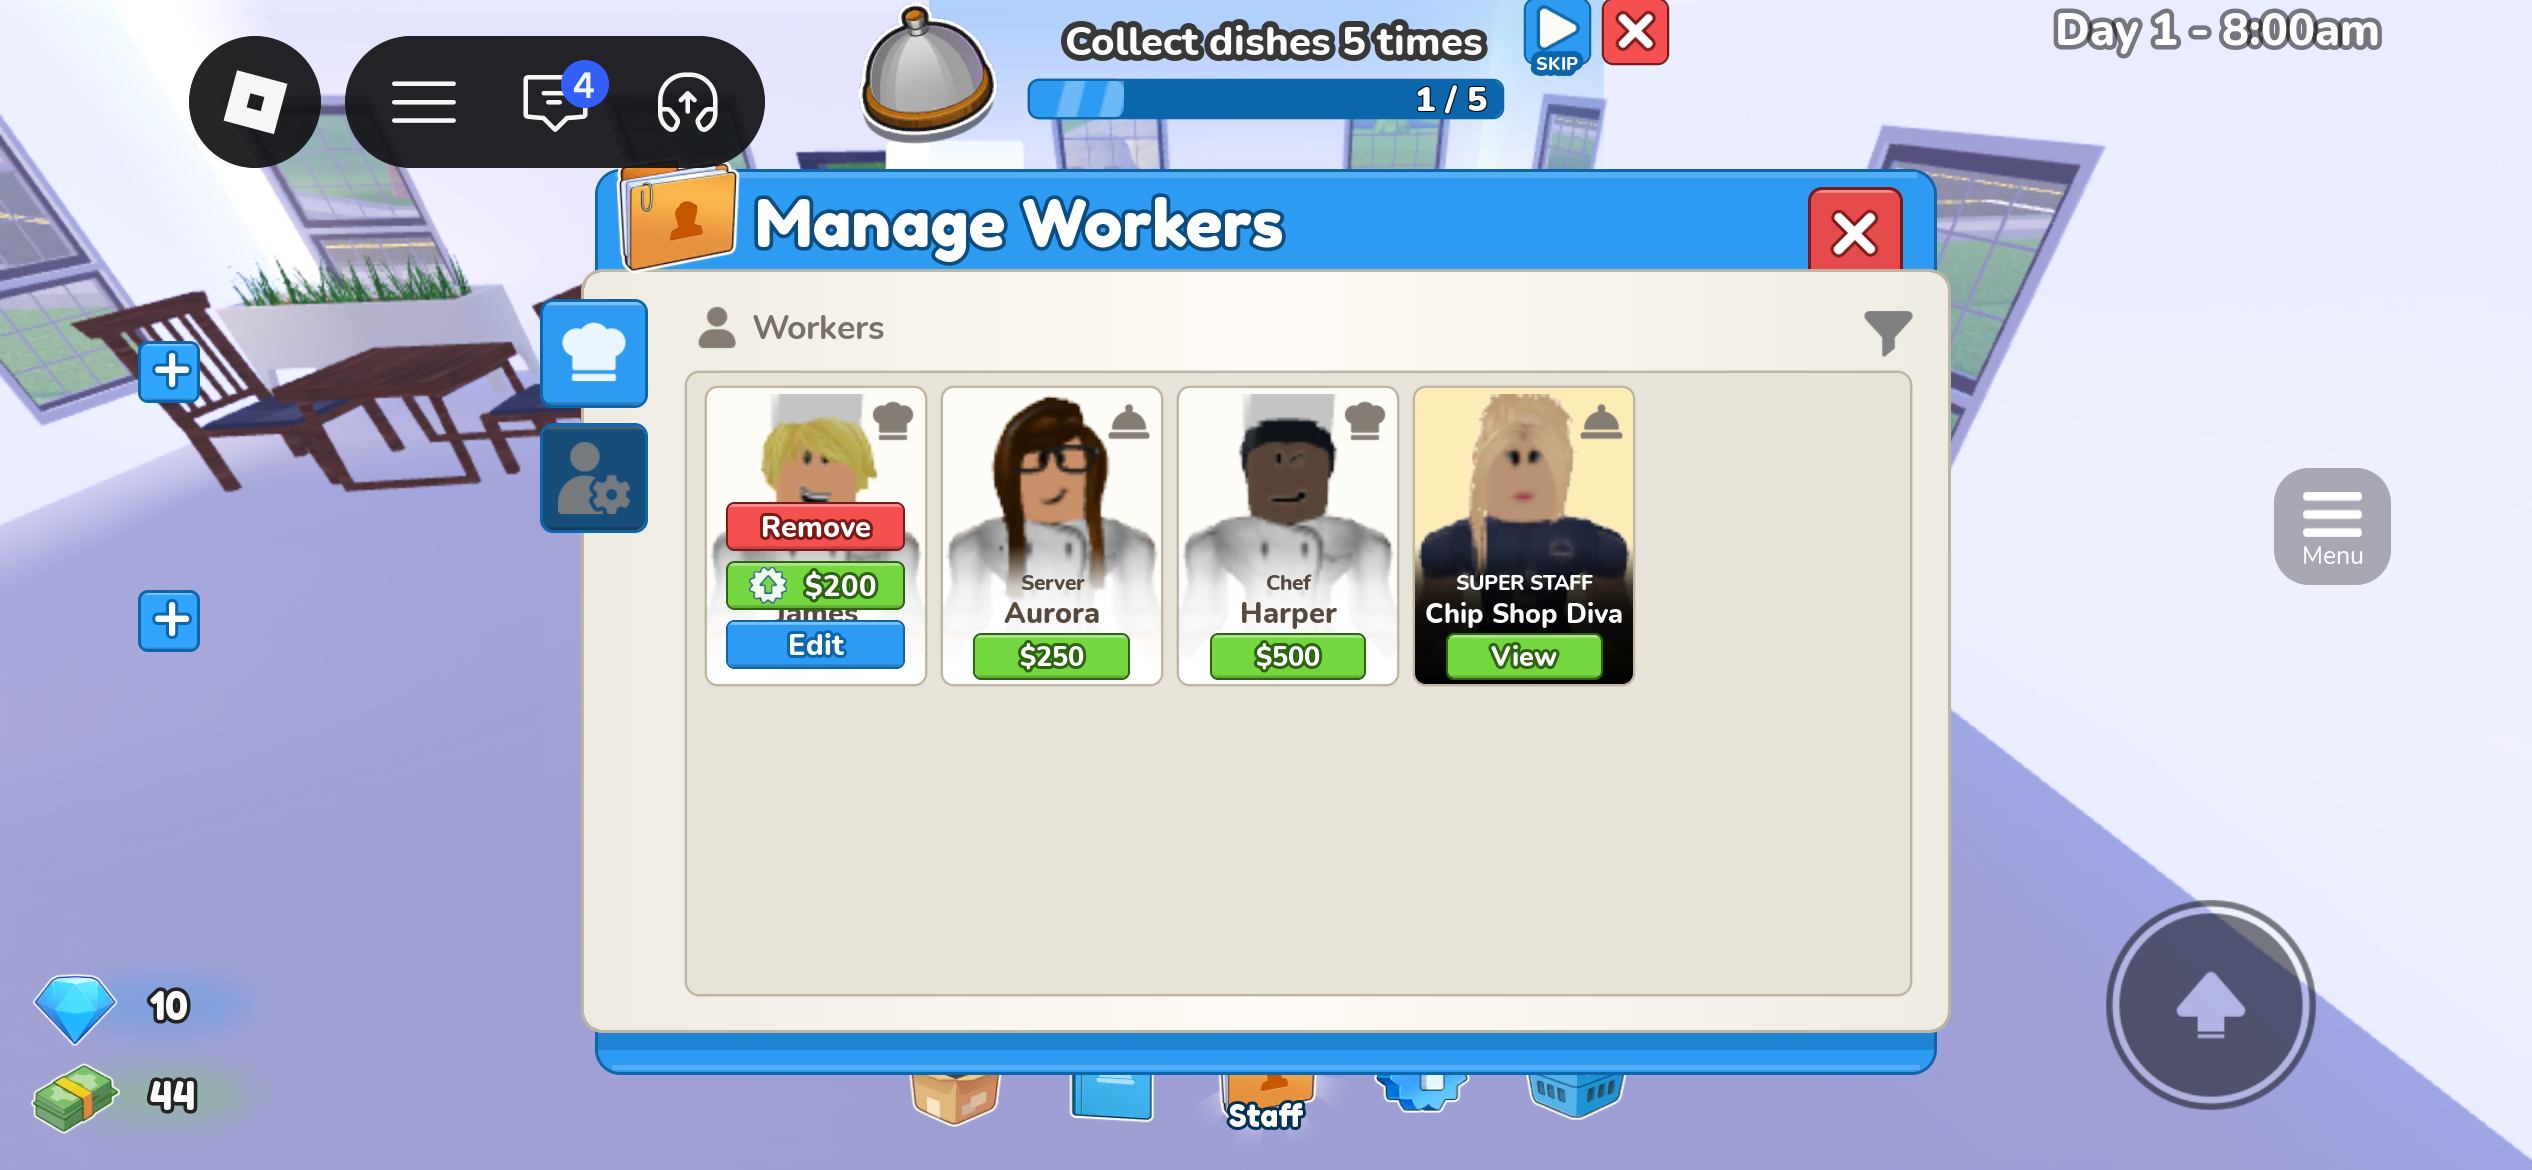 Collect dishes 5 times
SKIP
1 / 5
Day 1 - 8:00am
4
Manage Workers
Workers
Remove
$200
James
Edit
Server
Aurora
$250
Chef
Harper
$500
SUPER STAFF
Chip Shop Diva
View
Menu
10
44
Staff